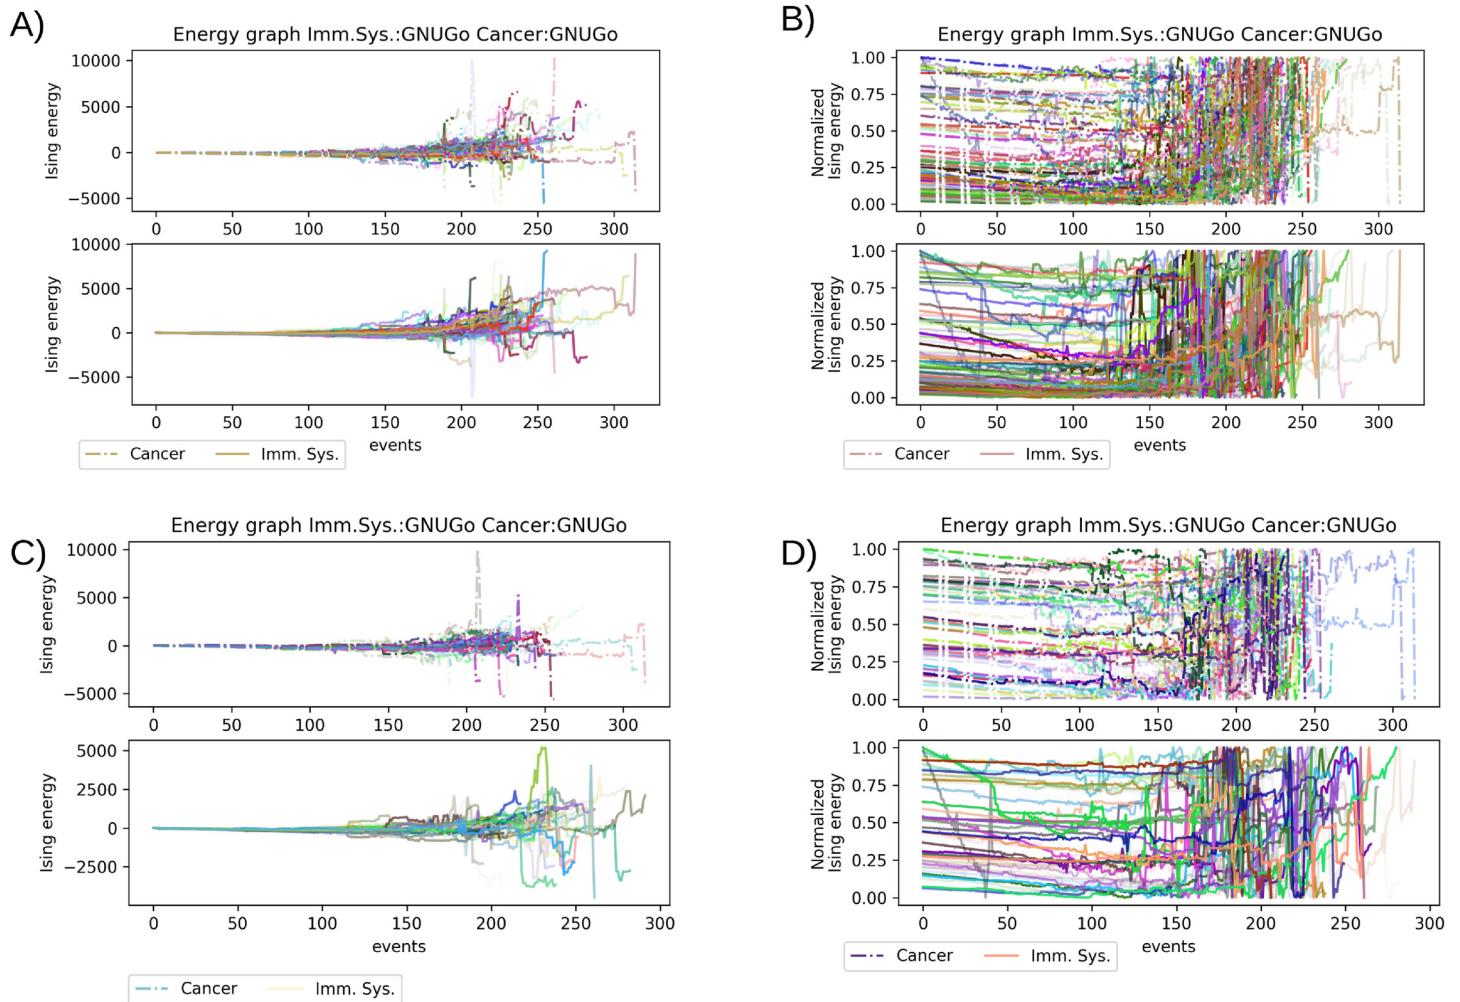 A)
Energy graph Imm.Sys.:GNUGo Cancer:GNUGo
Ising energy
10000
5000
0
−5000
0 50 100 150 200 250 300
Ising energy
10000
5000
0
−5000
0 50 100 150 200 250 300
events
Cancer Imm. Sys.
B)
Energy graph Imm.Sys.:GNUGo Cancer:GNUGo
Normalized
Ising energy
1.00
0.75
0.50
0.25
0.00
0 50 100 150 200 250 300
Normalized
Ising energy
1.00
0.75
0.50
0.25
0.00
0 50 100 150 200 250 300
events
Cancer Imm. Sys.
C)
Energy graph Imm.Sys.:GNUGo Cancer:GNUGo
Ising energy
10000
5000
0
−5000
0 50 100 150 200 250 300
Ising energy
5000
2500
0
−2500
0 50 100 150 200 250 300
events
Cancer Imm. Sys.
D)
Energy graph Imm.Sys.:GNUGo Cancer:GNUGo
Normalized
Ising energy
1.00
0.75
0.50
0.25
0.00
0 50 100 150 200 250 300
Normalized
Ising energy
1.00
0.75
0.50
0.25
0.00
0 50 100 150 200 250 300
events
Cancer Imm. Sys.